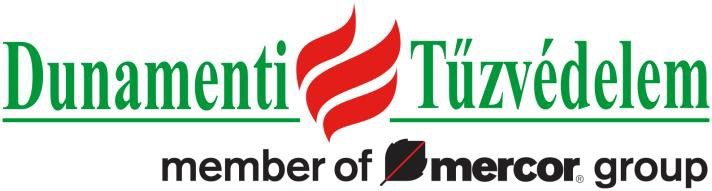 Dunamenti Tűzvédelem
member of mercor® group